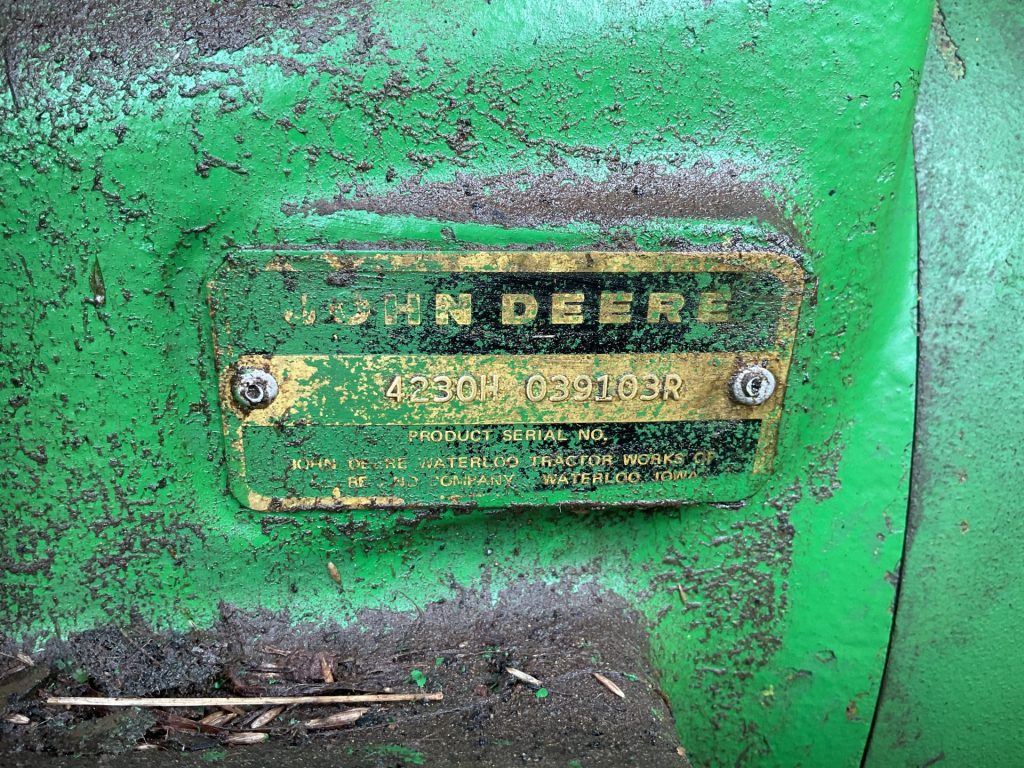 JOHN DEERE
4230H 039103R
PRODUCT SERIAL NO.
JOHN DEERE WATERLOO TRACTOR WORKS OF
COMPANY WATERLOO IOWA